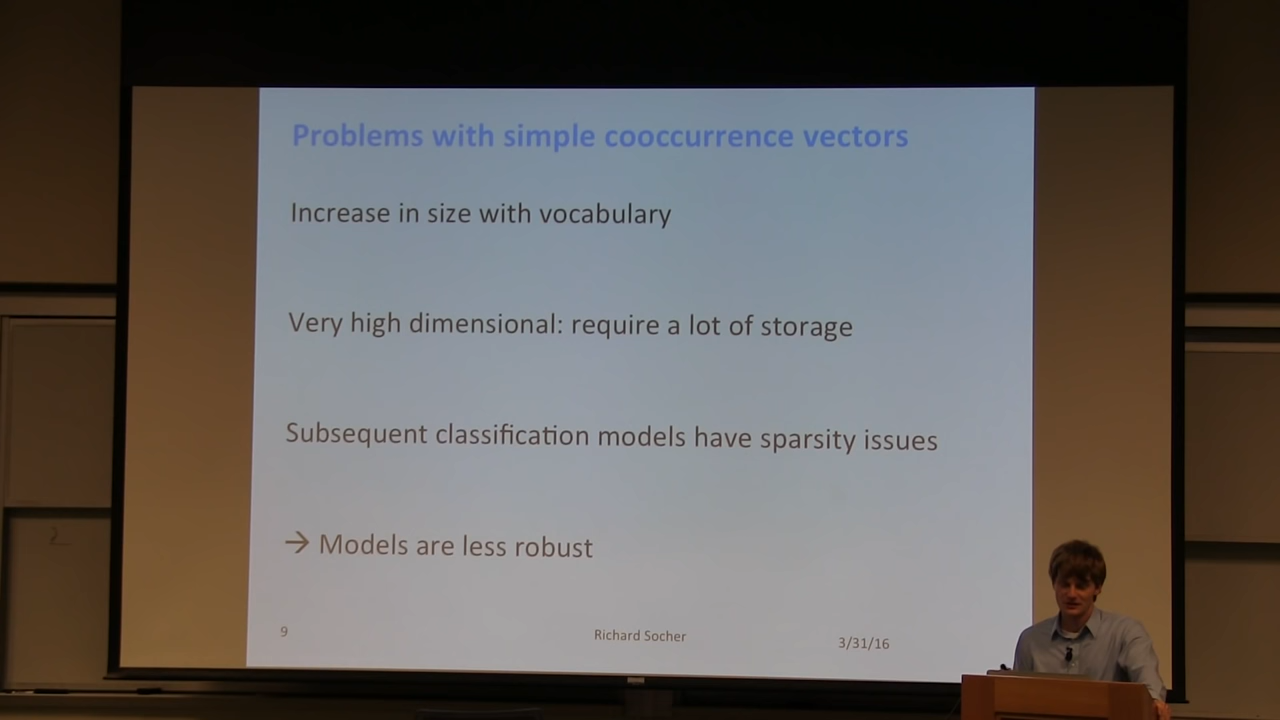 Problems with simple cooccurrence vectors
Increase in size with vocabulary
Very high dimensional: require a lot of storage
Subsequent classification models have sparsity issues
→ Models are less robust
9
Richard Socher
3/31/16